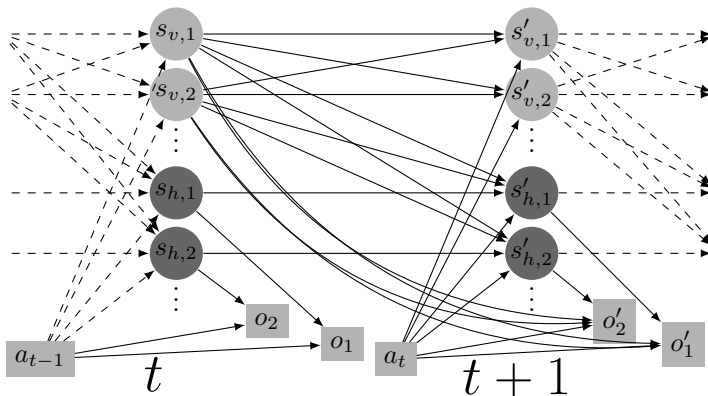 s_{v,1} s'_{v,1}
s_{v,2} s'_{v,2}
⋮ ⋮
s_{h,1} s'_{h,1}
s_{h,2} s'_{h,2}
⋮ ⋮
o_2 o'_2
a_{t-1} o_1 a_t o'_1
t t + 1